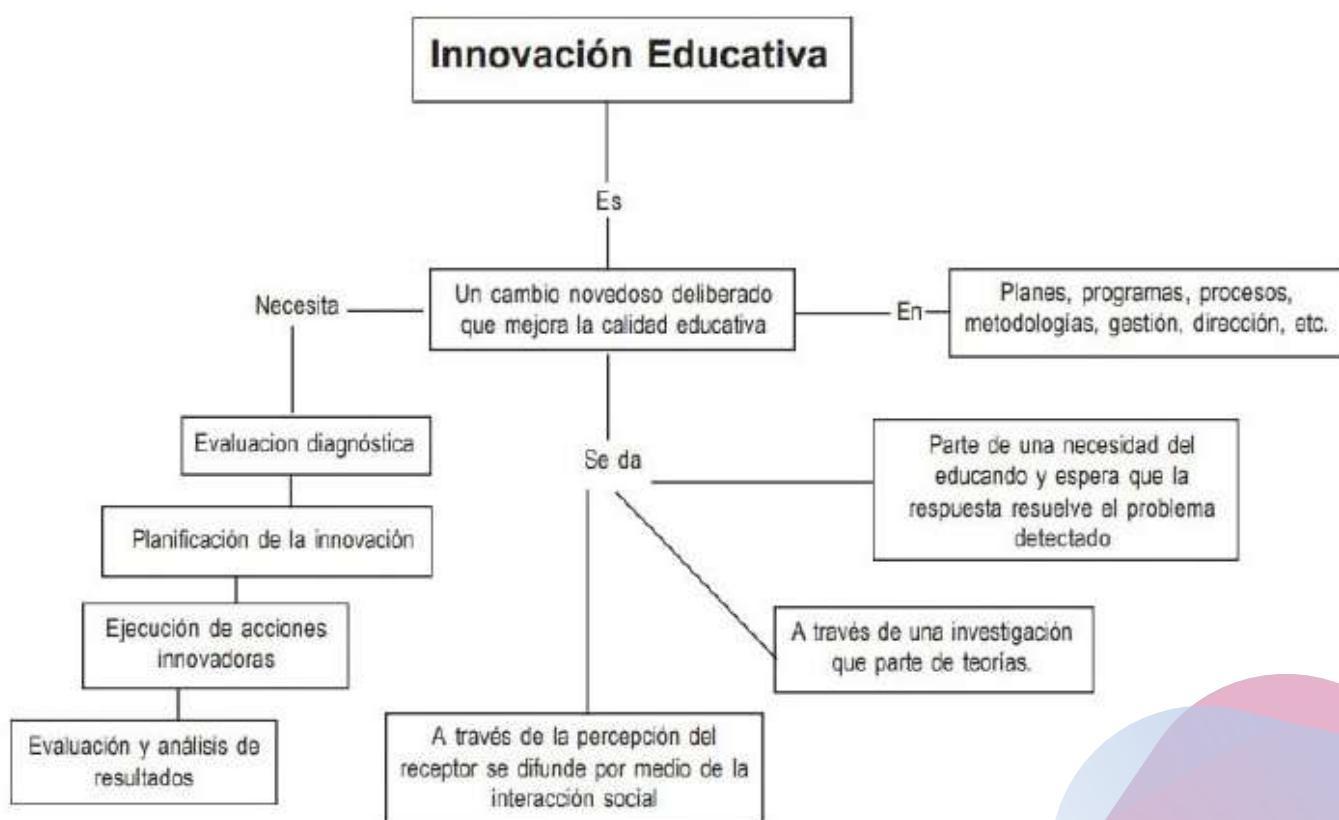 Innovación Educativa
Es
Un cambio novedoso deliberado
que mejora la calidad educativa
Necesita
En
Planes, programas, procesos,
metodologías, gestión, dirección, etc.
Evaluacion diagnóstica
Planificación de la innovación
Ejecución de acciones
innovadoras
Evaluación y análisis de
resultados
Se da
Parte de una necesidad del
educando y espera que la
respuesta resuelve el problema
detectado
A través de una investigación
que parte de teorías.
A través de la percepción del
receptor se difunde por medio de la
interacción social